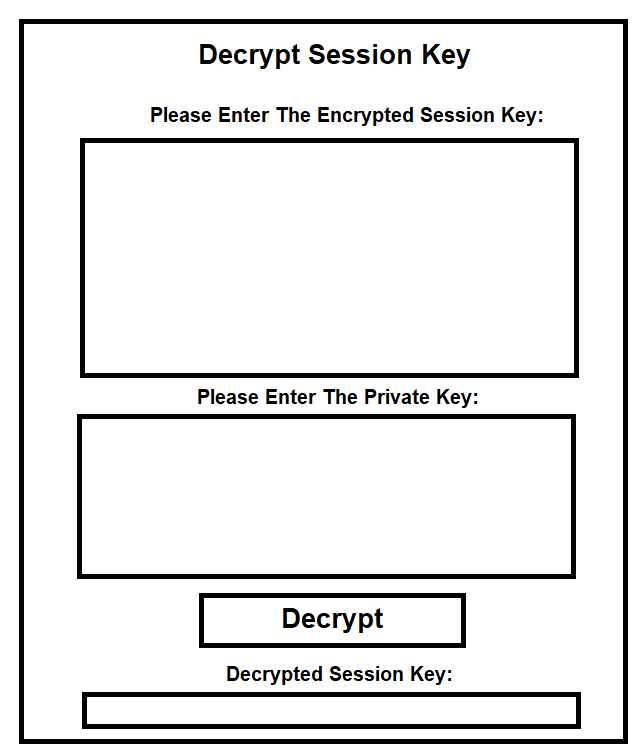 Decrypt Session Key
Please Enter The Encrypted Session Key:
Please Enter The Private Key:
Decrypt
Decrypted Session Key: